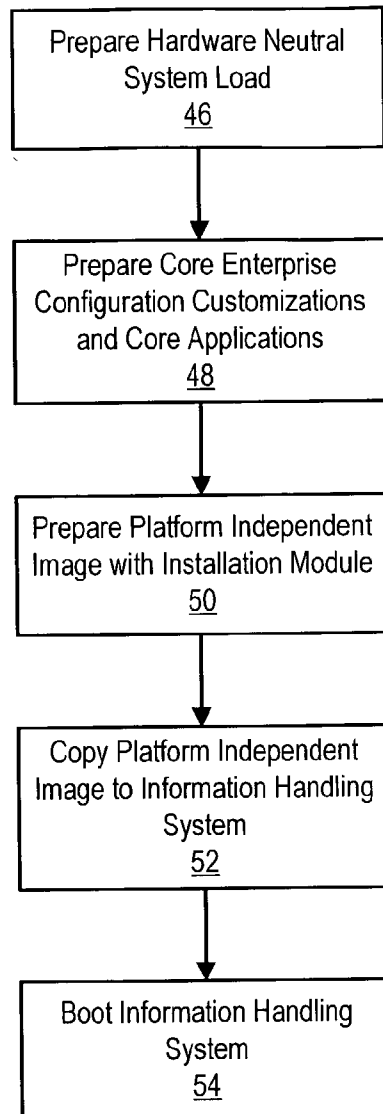 Prepare Hardware Neutral
System Load
46
Prepare Core Enterprise
Configuration Customizations
and Core Applications
48
Prepare Platform Independent
Image with Installation Module
50
Copy Platform Independent
Image to Information Handling
System
52
Boot Information Handling
System
54